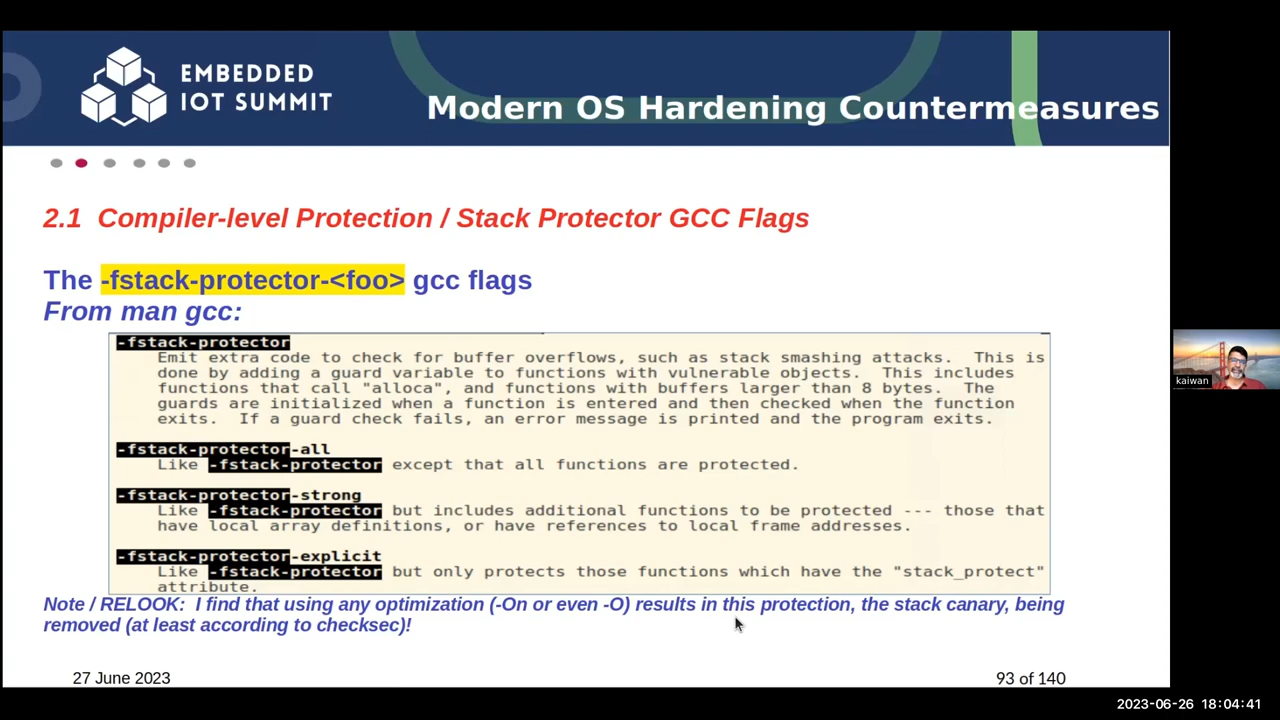 EMBEDDED
IOT SUMMIT
Modern OS Hardening Countermeasures
2.1 Compiler-level Protection / Stack Protector GCC Flags
The -fstack-protector-<foo> gcc flags
From man gcc:
-fstack-protector
Emit extra code to check for buffer overflows, such as stack smashing attacks. This is
done by adding a guard variable to functions with vulnerable objects. This includes
functions that call "alloca", and functions with buffers larger than 8 bytes. The
guards are initialized when a function is entered and then checked when the function
exits. If a guard check fails, an error message is printed and the program exits.
-fstack-protector-all
Like -fstack-protector except that all functions are protected.
-fstack-protector-strong
Like -fstack-protector but includes additional functions to be protected --- those that
have local array definitions, or have references to local frame addresses.
-fstack-protector-explicit
Like -fstack-protector but only protects those functions which have the "stack_protect"
attribute.
Note / RELOOK: I find that using any optimization (-On or even -O) results in this protection, the stack canary, being
removed (at least according to checksec)!
27 June 2023
93 of 140
kaiwan
2023-06-26 18:04:41